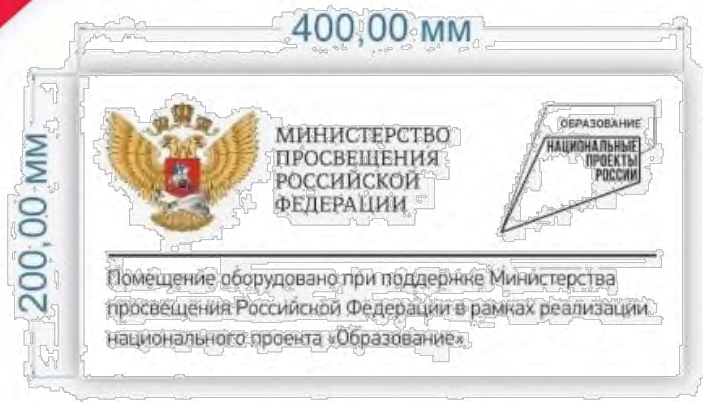 400,00 мм
200,00 мм
МИНИСТЕРСТВО
ПРОСВЕЩЕНИЯ
РОССИЙСКОЙ
ФЕДЕРАЦИИ
ОБРАЗОВАНИЕ
НАЦИОНАЛЬНЫЕ
ПРОЕКТЫ
РОССИИ
Помещение оборудовано при поддержке Министерства
просвещения Российской Федерации в рамках реализации
национального проекта «Образование»